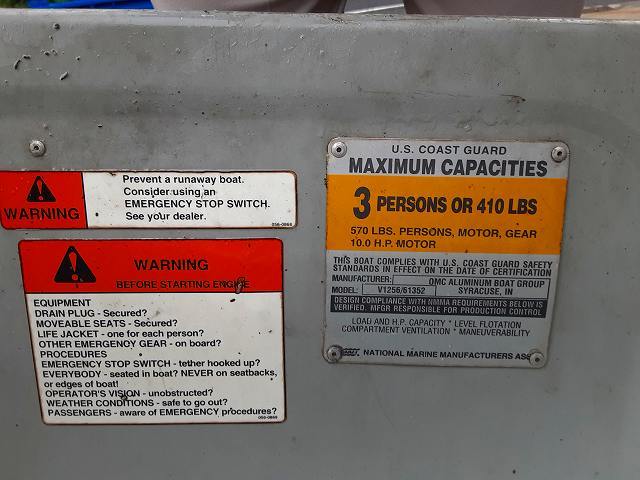 Prevent a runaway boat.
Consider using an
EMERGENCY STOP SWITCH.
See your dealer.
WARNING
056-0868
WARNING
BEFORE STARTING ENGINE
EQUIPMENT
DRAIN PLUG - Secured?
MOVEABLE SEATS - Secured?
LIFE JACKET - one for each person?
OTHER EMERGENCY GEAR - on board?
PROCEDURES
EMERGENCY STOP SWITCH - tether hooked up?
EVERYBODY - seated in boat? NEVER on seatbacks,
or edges of boat!
OPERATOR'S VISION - unobstructed?
WEATHER CONDITIONS - safe to go out?
PASSENGERS - aware of EMERGENCY procedures?
U.S. COAST GUARD
MAXIMUM CAPACITIES
3 PERSONS OR 410 LBS
570 LBS. PERSONS, MOTOR, GEAR
10.0 H.P. MOTOR
THIS BOAT COMPLIES WITH U.S. COAST GUARD SAFETY
STANDARDS IN EFFECT ON THE DATE OF CERTIFICATION
MANUFACTURER: OMC ALUMINUM BOAT GROUP
MODEL: V1256/61352 SYRACUSE, IN
DESIGN COMPLIANCE WITH NMMA REQUIREMENTS BELOW IS
VERIFIED. MFGR RESPONSIBLE FOR PRODUCTION CONTROL
LOAD AND H.P. CAPACITY * LEVEL FLOTATION
COMPARTMENT VENTILATION * MANEUVERABILITY
NATIONAL MARINE MANUFACTURERS ASS